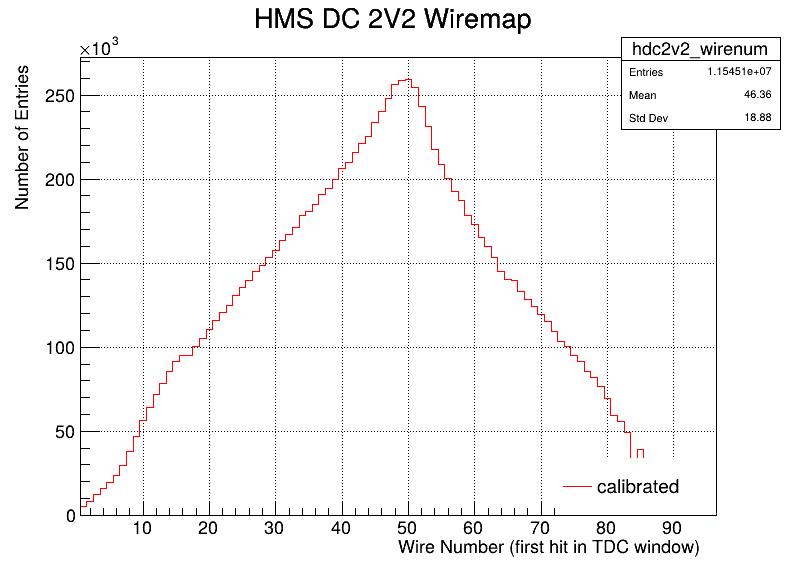 HMS DC 2V2 Wiremap
×10³
hdc2v2_wirenum
Entries 1.15451e+07
Mean 46.36
Std Dev 18.88
Number of Entries
250
200
150
100
50
0
calibrated
10 20 30 40 50 60 70 80 90
Wire Number (first hit in TDC window)